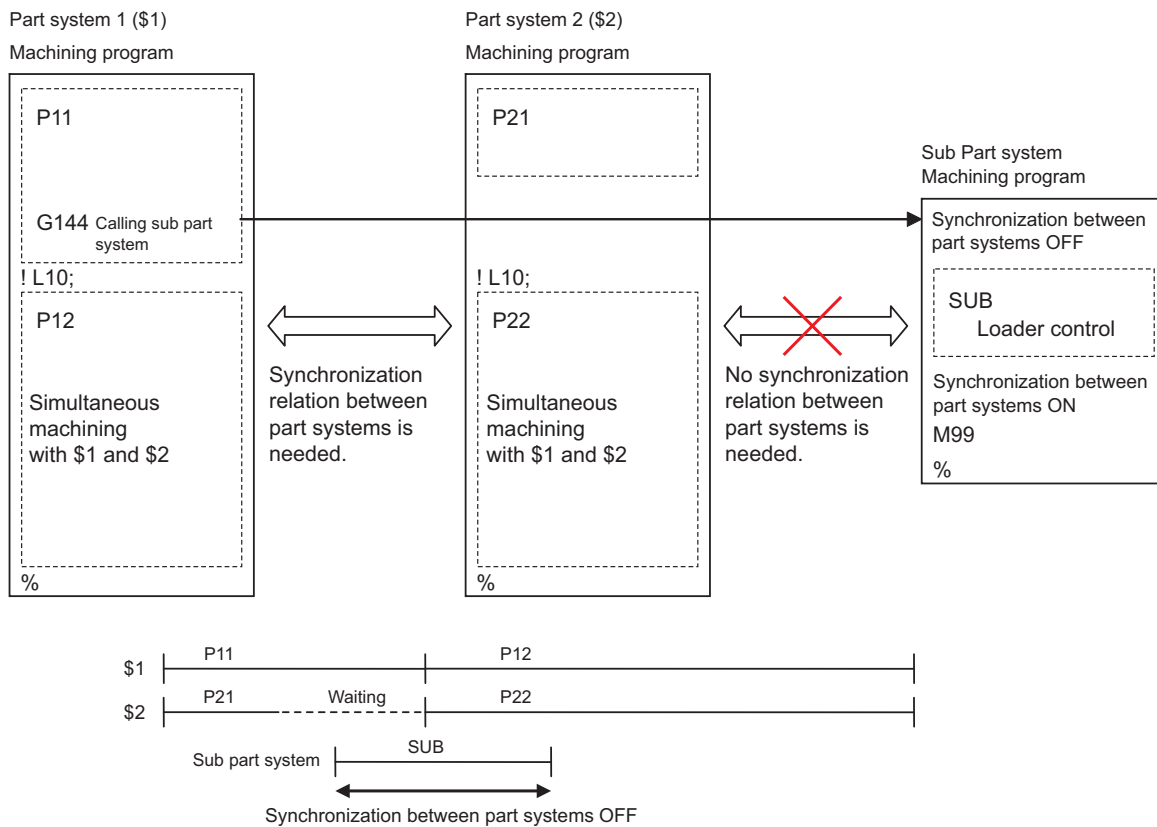 Part system 1 ($1)
Machining program
P11
G144 Calling sub part
system
! L10;
P12
Simultaneous
machining
with $1 and $2
%
Synchronization
relation between
part systems is
needed.
Part system 2 ($2)
Machining program
P21
! L10;
P22
Simultaneous
machining
with $1 and $2
%
No synchronization
relation between
part systems is
needed.
Sub Part system
Machining program
Synchronization between
part systems OFF
SUB
Loader control
Synchronization between
part systems ON
M99
%
$1 P11 P12
$2 P21 Waiting P22
Sub part system SUB
Synchronization between part systems OFF